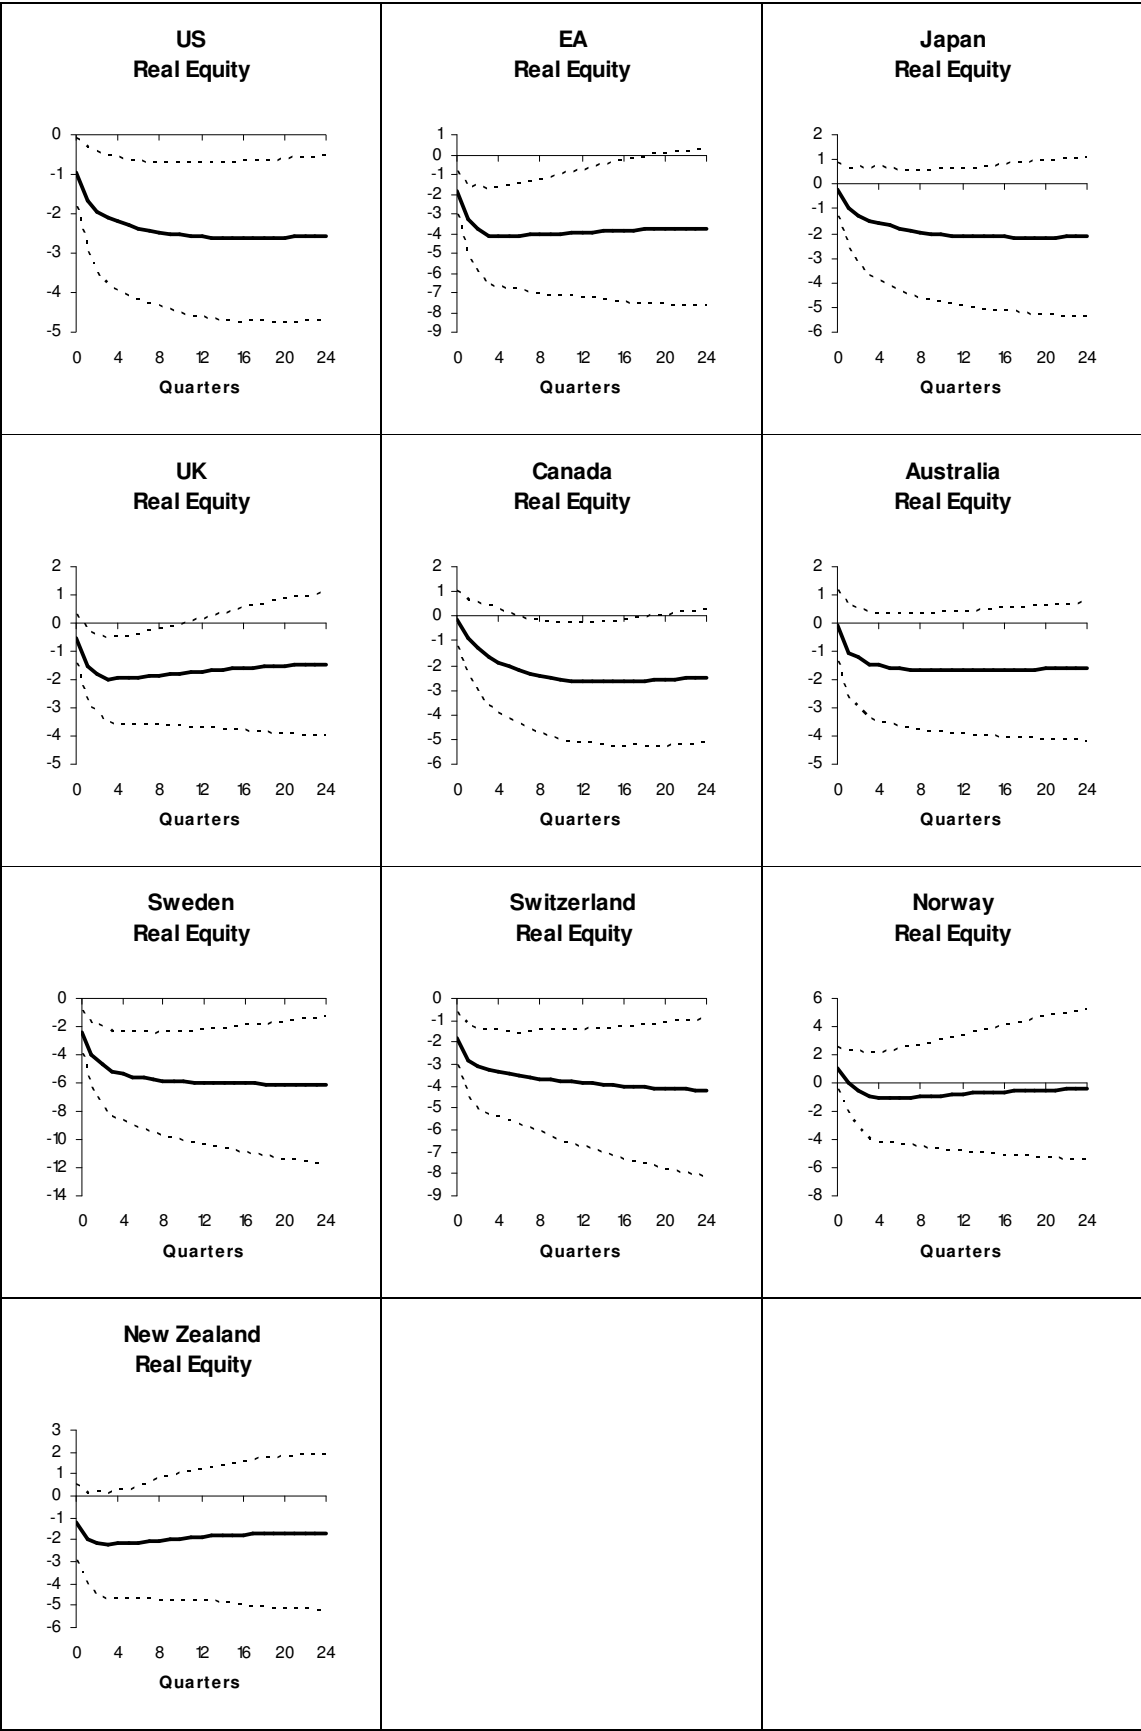 US
Real Equity
0
-1
-2
-3
-4
-5
0 4 8 12 16 20 24
Quarters
EA
Real Equity
1
0
-1
-2
-3
-4
-5
-6
-7
-8
-9
0 4 8 12 16 20 24
Quarters
Japan
Real Equity
2
1
0
-1
-2
-3
-4
-5
-6
0 4 8 12 16 20 24
Quarters
UK
Real Equity
2
1
0
-1
-2
-3
-4
-5
0 4 8 12 16 20 24
Quarters
Canada
Real Equity
2
1
0
-1
-2
-3
-4
-5
-6
0 4 8 12 16 20 24
Quarters
Australia
Real Equity
2
1
0
-1
-2
-3
-4
-5
0 4 8 12 16 20 24
Quarters
Sweden
Real Equity
0
-2
-4
-6
-8
-10
-12
-14
0 4 8 12 16 20 24
Quarters
Switzerland
Real Equity
0
-1
-2
-3
-4
-5
-6
-7
-8
-9
0 4 8 12 16 20 24
Quarters
Norway
Real Equity
6
4
2
0
-2
-4
-6
-8
0 4 8 12 16 20 24
Quarters
New Zealand
Real Equity
3
2
1
0
-1
-2
-3
-4
-5
-6
0 4 8 12 16 20 24
Quarters